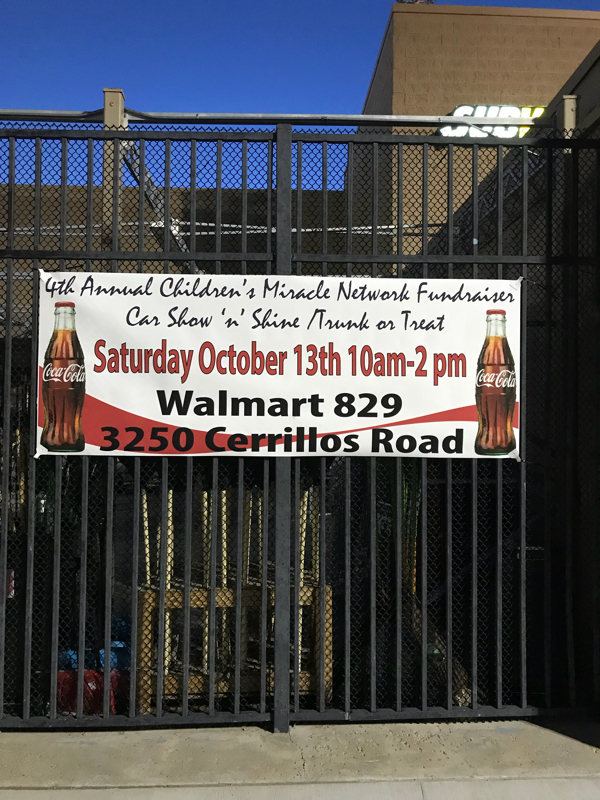 SUBW
4th Annual Children's Miracle Network Fundraiser
Car Show 'n' Shine /Trunk or Treat
Saturday October 13th 10am-2 pm
Coca-Cola
Coca-Cola
Walmart 829
3250 Cerrillos Road